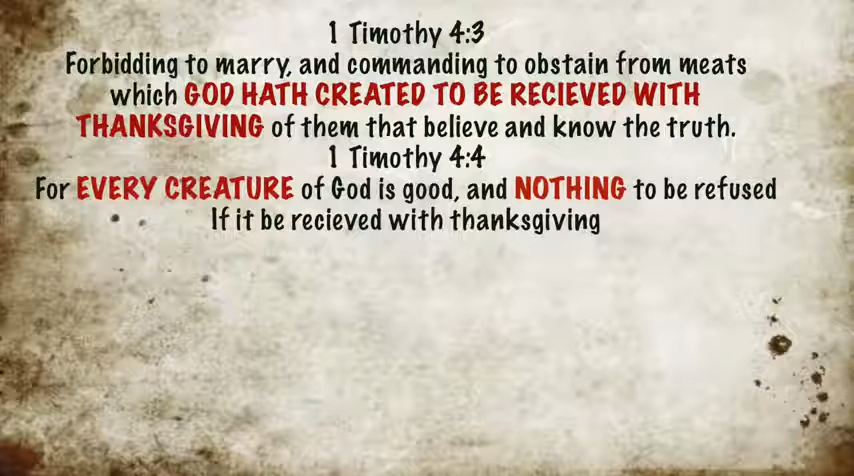 1 Timothy 4:3
Forbidding to marry, and commanding to obstain from meats
which GOD HATH CREATED TO BE RECIEVED WITH
THANKSGIVING of them that believe and know the truth.
1 Timothy 4:4
For EVERY CREATURE of God is good, and NOTHING to be refused
If it be recieved with thanksgiving